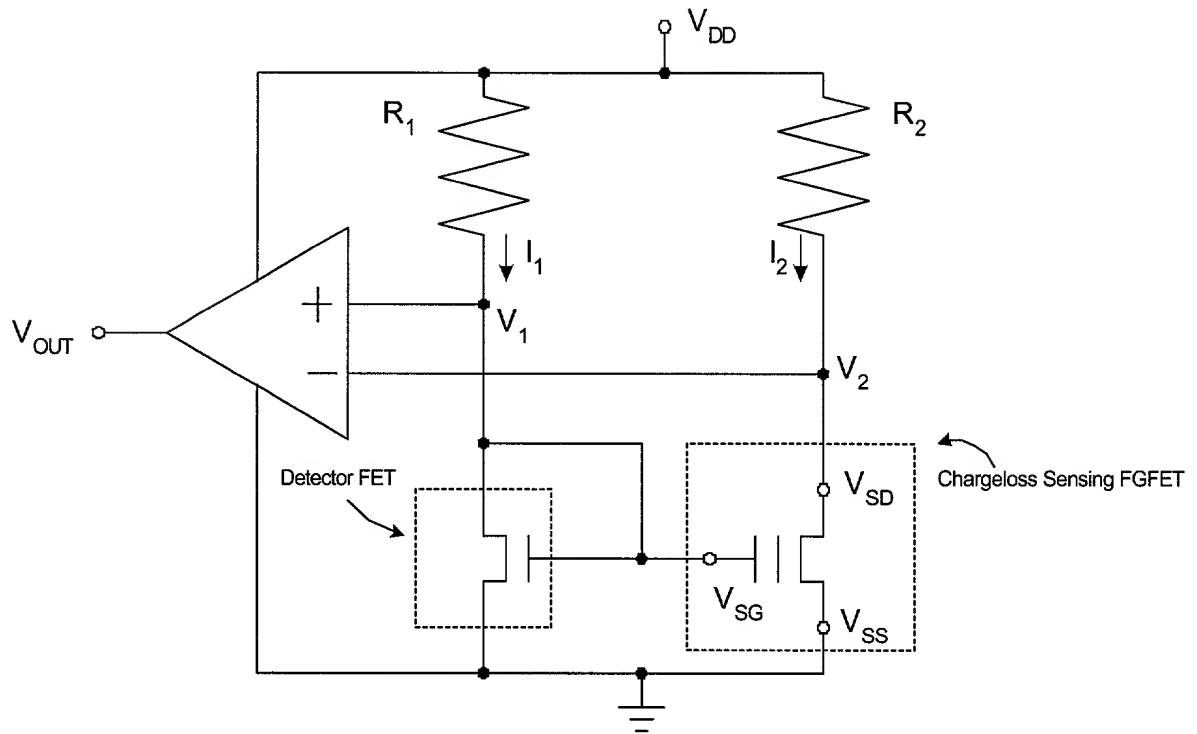 V_DD
R_1
R_2
I_1
I_2
+
V_1
V_OUT
−
V_2
Detector FET
Chargeloss Sensing FGFET
V_SD
V_SG
V_SS